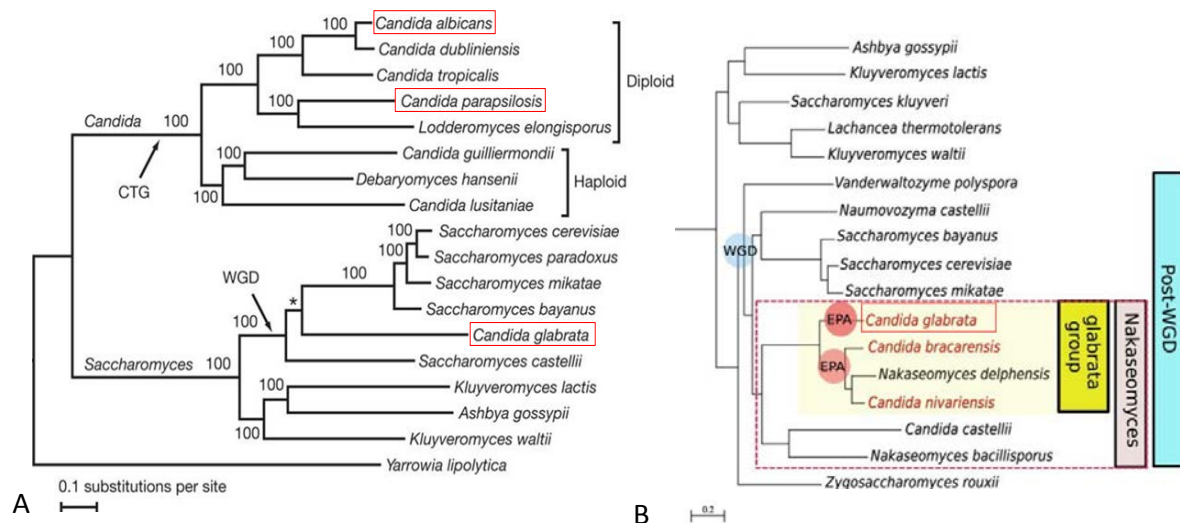 100
Candida albicans
100
Candida dubliniensis
100
Candida tropicalis
Diploid
100
Candida parapsilosis
Candida
100
Lodderomyces elongisporus
100
Candida guilliermondii
CTG
Debaryomyces hansenii
Haploid
100
Candida lusitaniae
100
Saccharomyces cerevisiae
100
Saccharomyces paradoxus
WGD
100
Saccharomyces mikatae
*
Saccharomyces bayanus
100
Candida glabrata
Saccharomyces
100
Saccharomyces castellii
100
Kluyveromyces lactis
Ashbya gossypii
100
Kluyveromyces waltii
Yarrowia lipolytica
0.1 substitutions per site
A
Ashbya gossypii
Kluyveromyces lactis
Saccharomyces kluyveri
Lachancea thermotolerans
Kluyveromyces waltii
Vanderwaltozyme polyspora
Naumovozyma castellii
WGD
Saccharomyces bayanus
Saccharomyces cerevisiae
Saccharomyces mikatae
EPA
Candida glabrata
Candida bracarensis
EPA
Nakaseomyces delphensis
Candida nivariensis
Candida castellii
Nakaseomyces bacillisporus
Zygosaccharomyces rouxii
glabrata
group
Nakaseomyces
Post-WGD
0.2
B